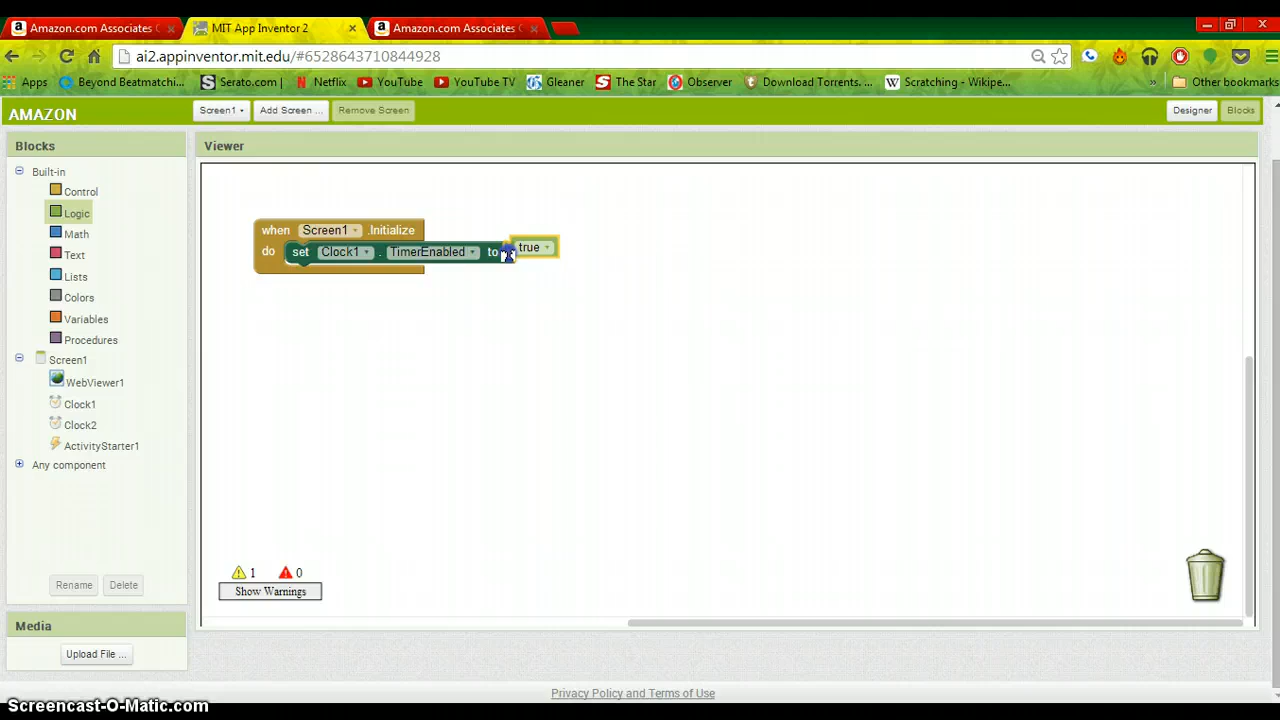 Amazon.com Associates C
MIT App Inventor 2
Amazon.com Associates C
ai2.appinventor.mit.edu/#6528643710844928
Apps
Beyond Beatmatchi...
Serato.com |
Netflix
YouTube
YouTube TV
Gleaner
The Star
Observer
Download Torrents, ...
Scratching - Wikipe...
» Other bookmarks
AMAZON
Screen1
Add Screen ...
Remove Screen
Designer
Blocks
Blocks
Viewer
Built-in
Control
Logic
Math
Text
Lists
Colors
Variables
Procedures
Screen1
WebViewer1
Clock1
Clock2
ActivityStarter1
Any component
Rename
Delete
Media
Upload File ...
when Screen1 .Initialize
do set Clock1 . TimerEnabled to true
1 0
Show Warnings
Privacy Policy and Terms of Use
Screencast-O-Matic.com